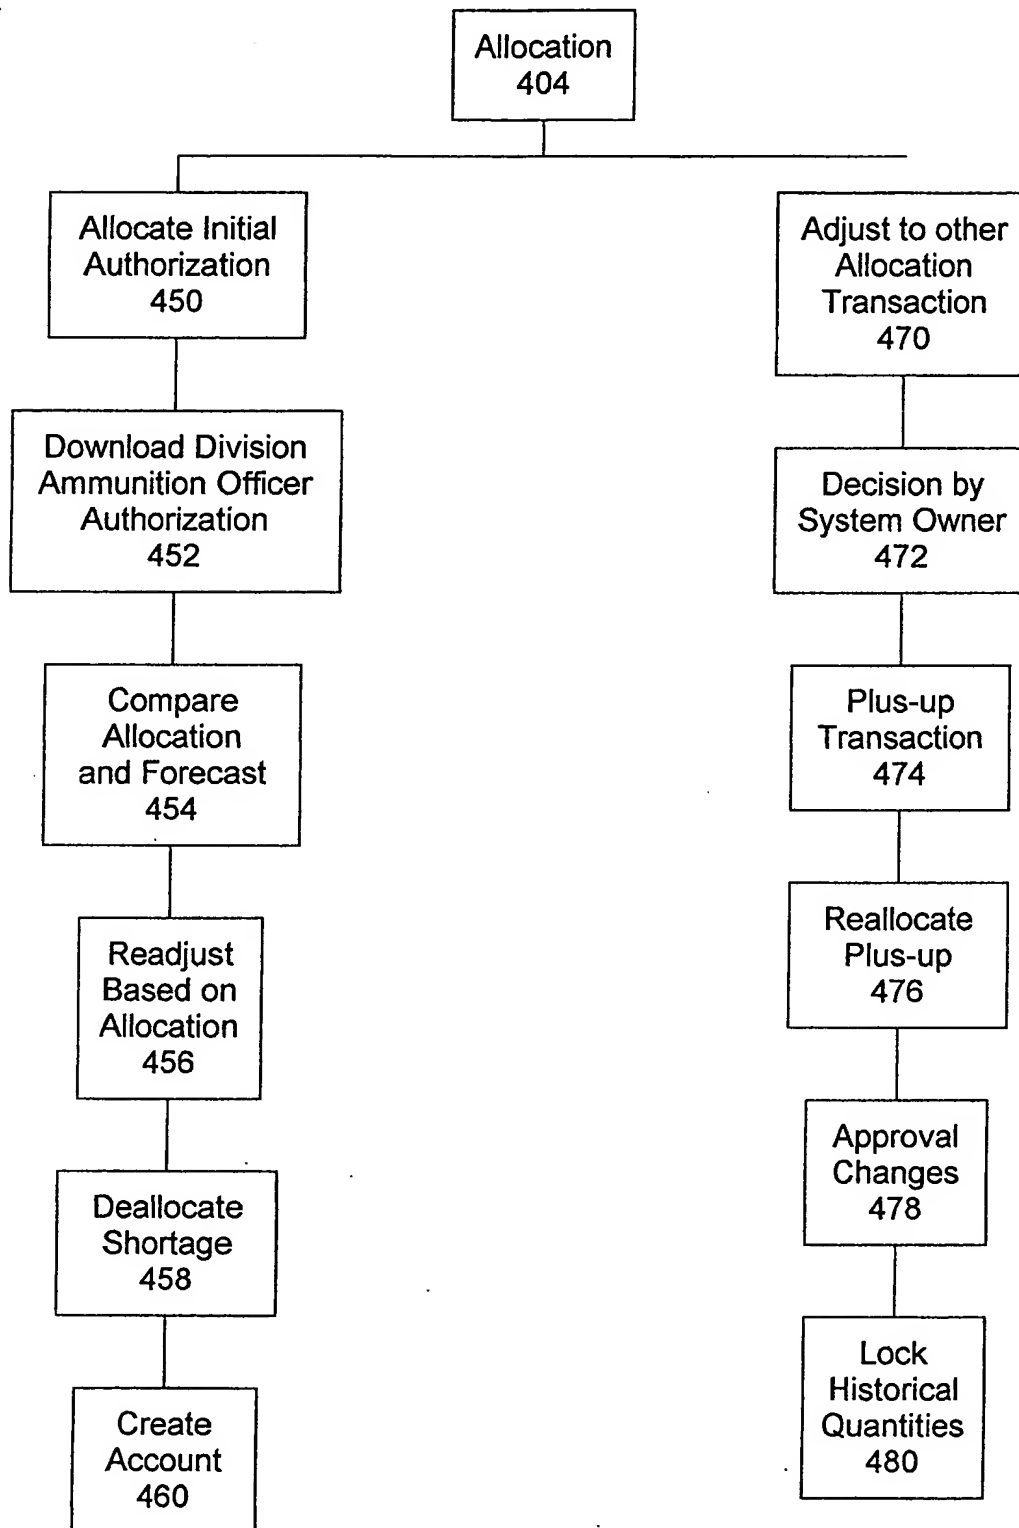 Allocation
404
Allocate Initial
Authorization
450
Download Division
Ammunition Officer
Authorization
452
Compare
Allocation
and Forecast
454
Readjust
Based on
Allocation
456
Deallocate
Shortage
458
Create
Account
460
Adjust to other
Allocation
Transaction
470
Decision by
System Owner
472
Plus-up
Transaction
474
Reallocate
Plus-up
476
Approval
Changes
478
Lock
Historical
Quantities
480